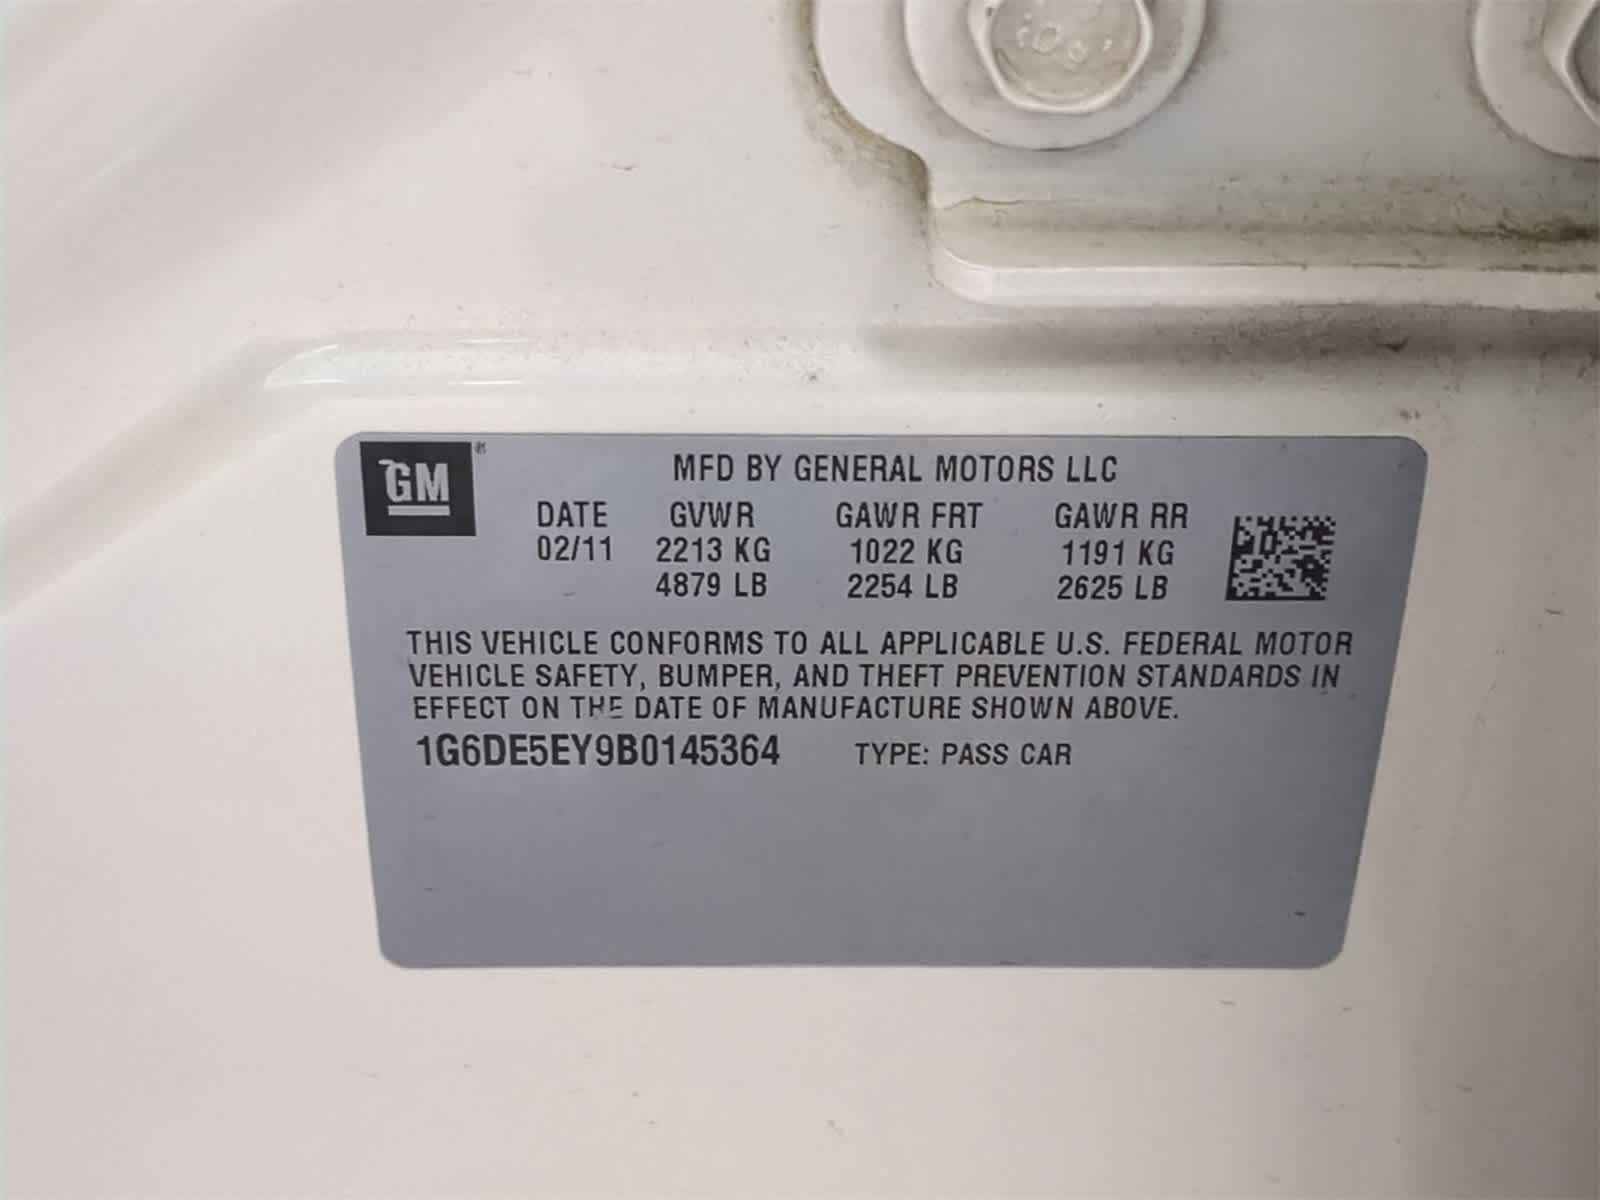 GM
MFD BY GENERAL MOTORS LLC
DATE GVWR GAWR FRT GAWR RR
02/11 2213 KG 1022 KG 1191 KG
4879 LB 2254 LB 2625 LB
THIS VEHICLE CONFORMS TO ALL APPLICABLE U.S. FEDERAL MOTOR
VEHICLE SAFETY, BUMPER, AND THEFT PREVENTION STANDARDS IN
EFFECT ON THE DATE OF MANUFACTURE SHOWN ABOVE.
1G6DE5EY9B0145364 TYPE: PASS CAR